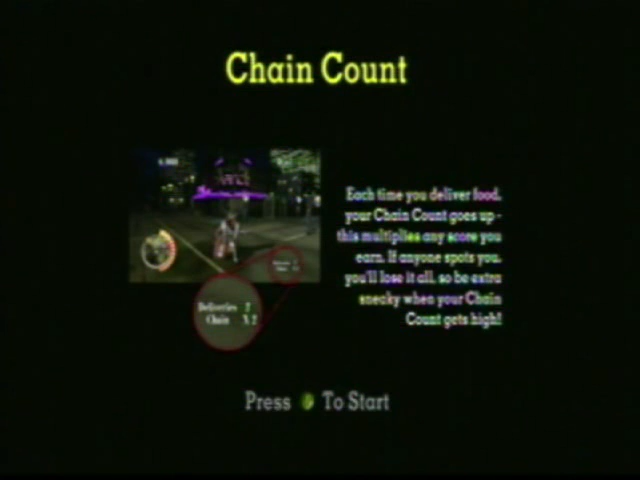 Chain Count
Each time you deliver food,
your Chain Count goes up -
this multiplies any score you
earn. If anyone spots you,
you'll lose it all, so be extra
sneaky when your Chain
Count gets high!
Deliveries 2
Chain X 2
Press To Start